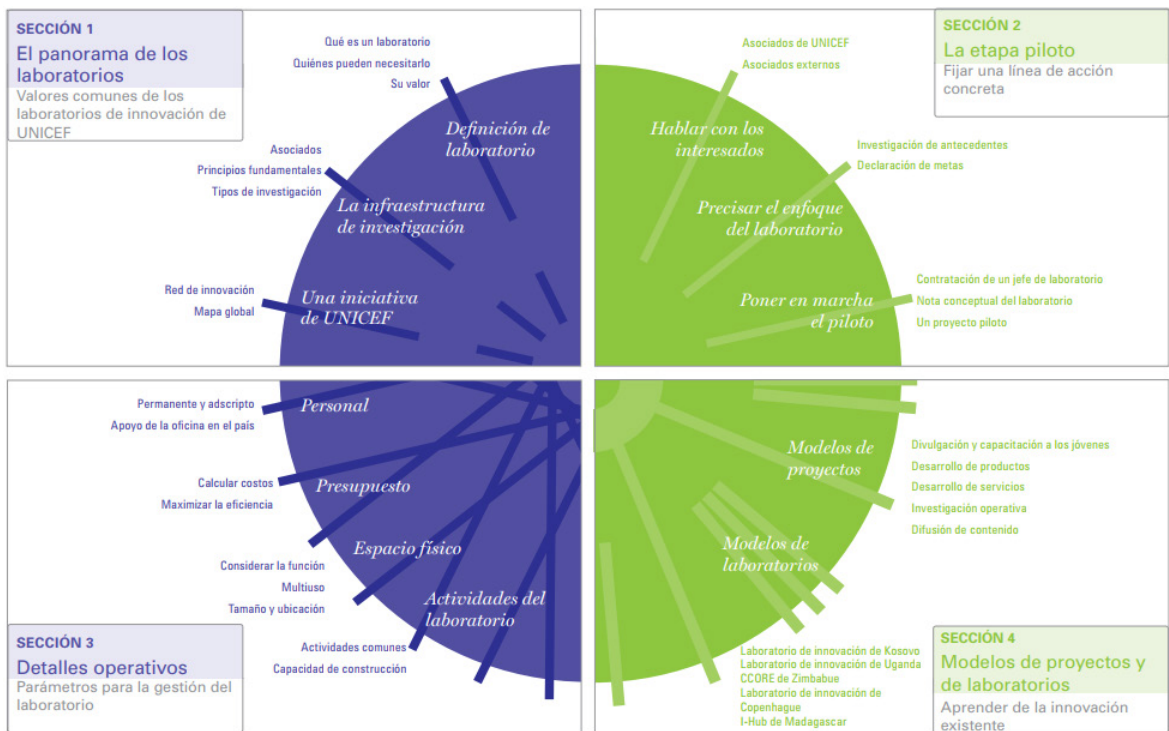 SECCIÓN 1
El panorama de los
laboratorios
Valores comunes de los
laboratorios de innovación de
UNICEF
Qué es un laboratorio
Quiénes pueden necesitarlo
Su valor
Definición de
laboratorio
Asociados
Principios fundamentales
Tipos de investigación
La infraestructura
de investigación
Red de innovación
Mapa global
Una iniciativa
de UNICEF
SECCIÓN 2
La etapa piloto
Fijar una línea de acción
concreta
Asociados de UNICEF
Asociados externos
Hablar con los
interesados
Investigación de antecedentes
Declaración de metas
Precisar el enfoque
del laboratorio
Contratación de un jefe de laboratorio
Nota conceptual del laboratorio
Un proyecto piloto
Poner en marcha
el piloto
Permanente y adscripto
Apoyo de la oficina en el país
Personal
Calcular costos
Maximizar la eficiencia
Presupuesto
Considerar la función
Multiuso
Tamaño y ubicación
Espacio físico
Actividades comunes
Capacidad de construcción
Actividades del
laboratorio
SECCIÓN 3
Detalles operativos
Parámetros para la gestión del
laboratorio
Modelos de
proyectos
Divulgación y capacitación a los jóvenes
Desarrollo de productos
Desarrollo de servicios
Investigación operativa
Difusión de contenido
Modelos de
laboratorios
Laboratorio de innovación de Kosovo
Laboratorio de innovación de Uganda
CCORE de Zimbabue
Laboratorio de innovación de
Copenhague
I-Hub de Madagascar
SECCIÓN 4
Modelos de proyectos y
de laboratorios
Aprender de la innovación
existente